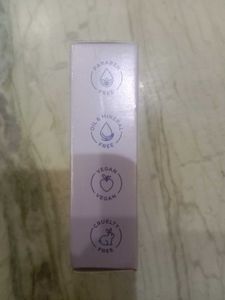 PARABEN
FREE
OIL & MINERAL
FREE
VEGAN
VEGAN
CRUELTY
FREE